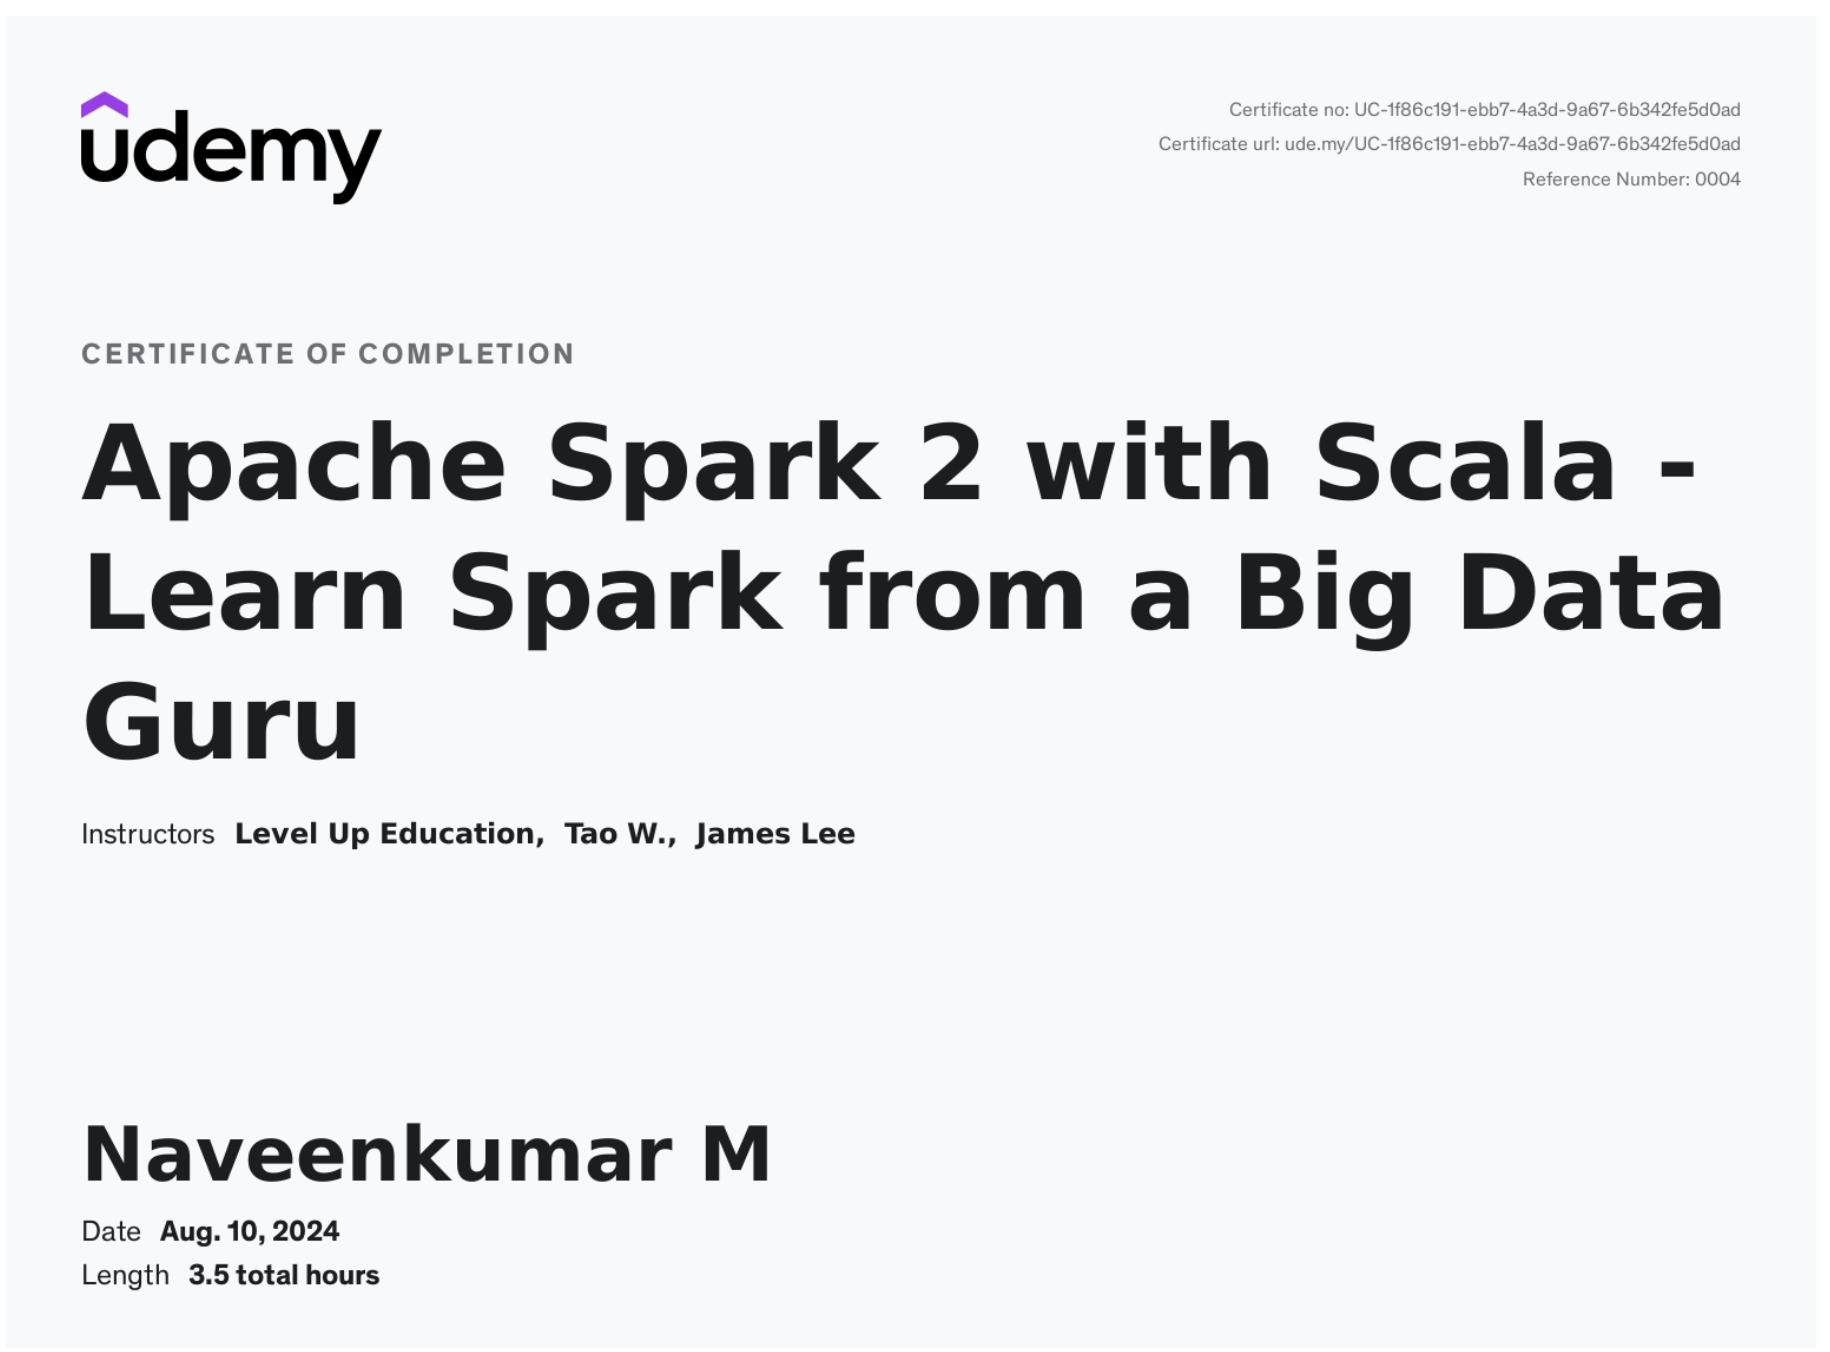 udemy
Certificate no: UC-1f86c191-ebb7-4a3d-9a67-6b342fe5d0ad
Certificate url: ude.my/UC-1f86c191-ebb7-4a3d-9a67-6b342fe5d0ad
Reference Number: 0004
CERTIFICATE OF COMPLETION
Apache Spark 2 with Scala -
Learn Spark from a Big Data
Guru
Instructors Level Up Education, Tao W., James Lee
Naveenkumar M
Date Aug. 10, 2024
Length 3.5 total hours